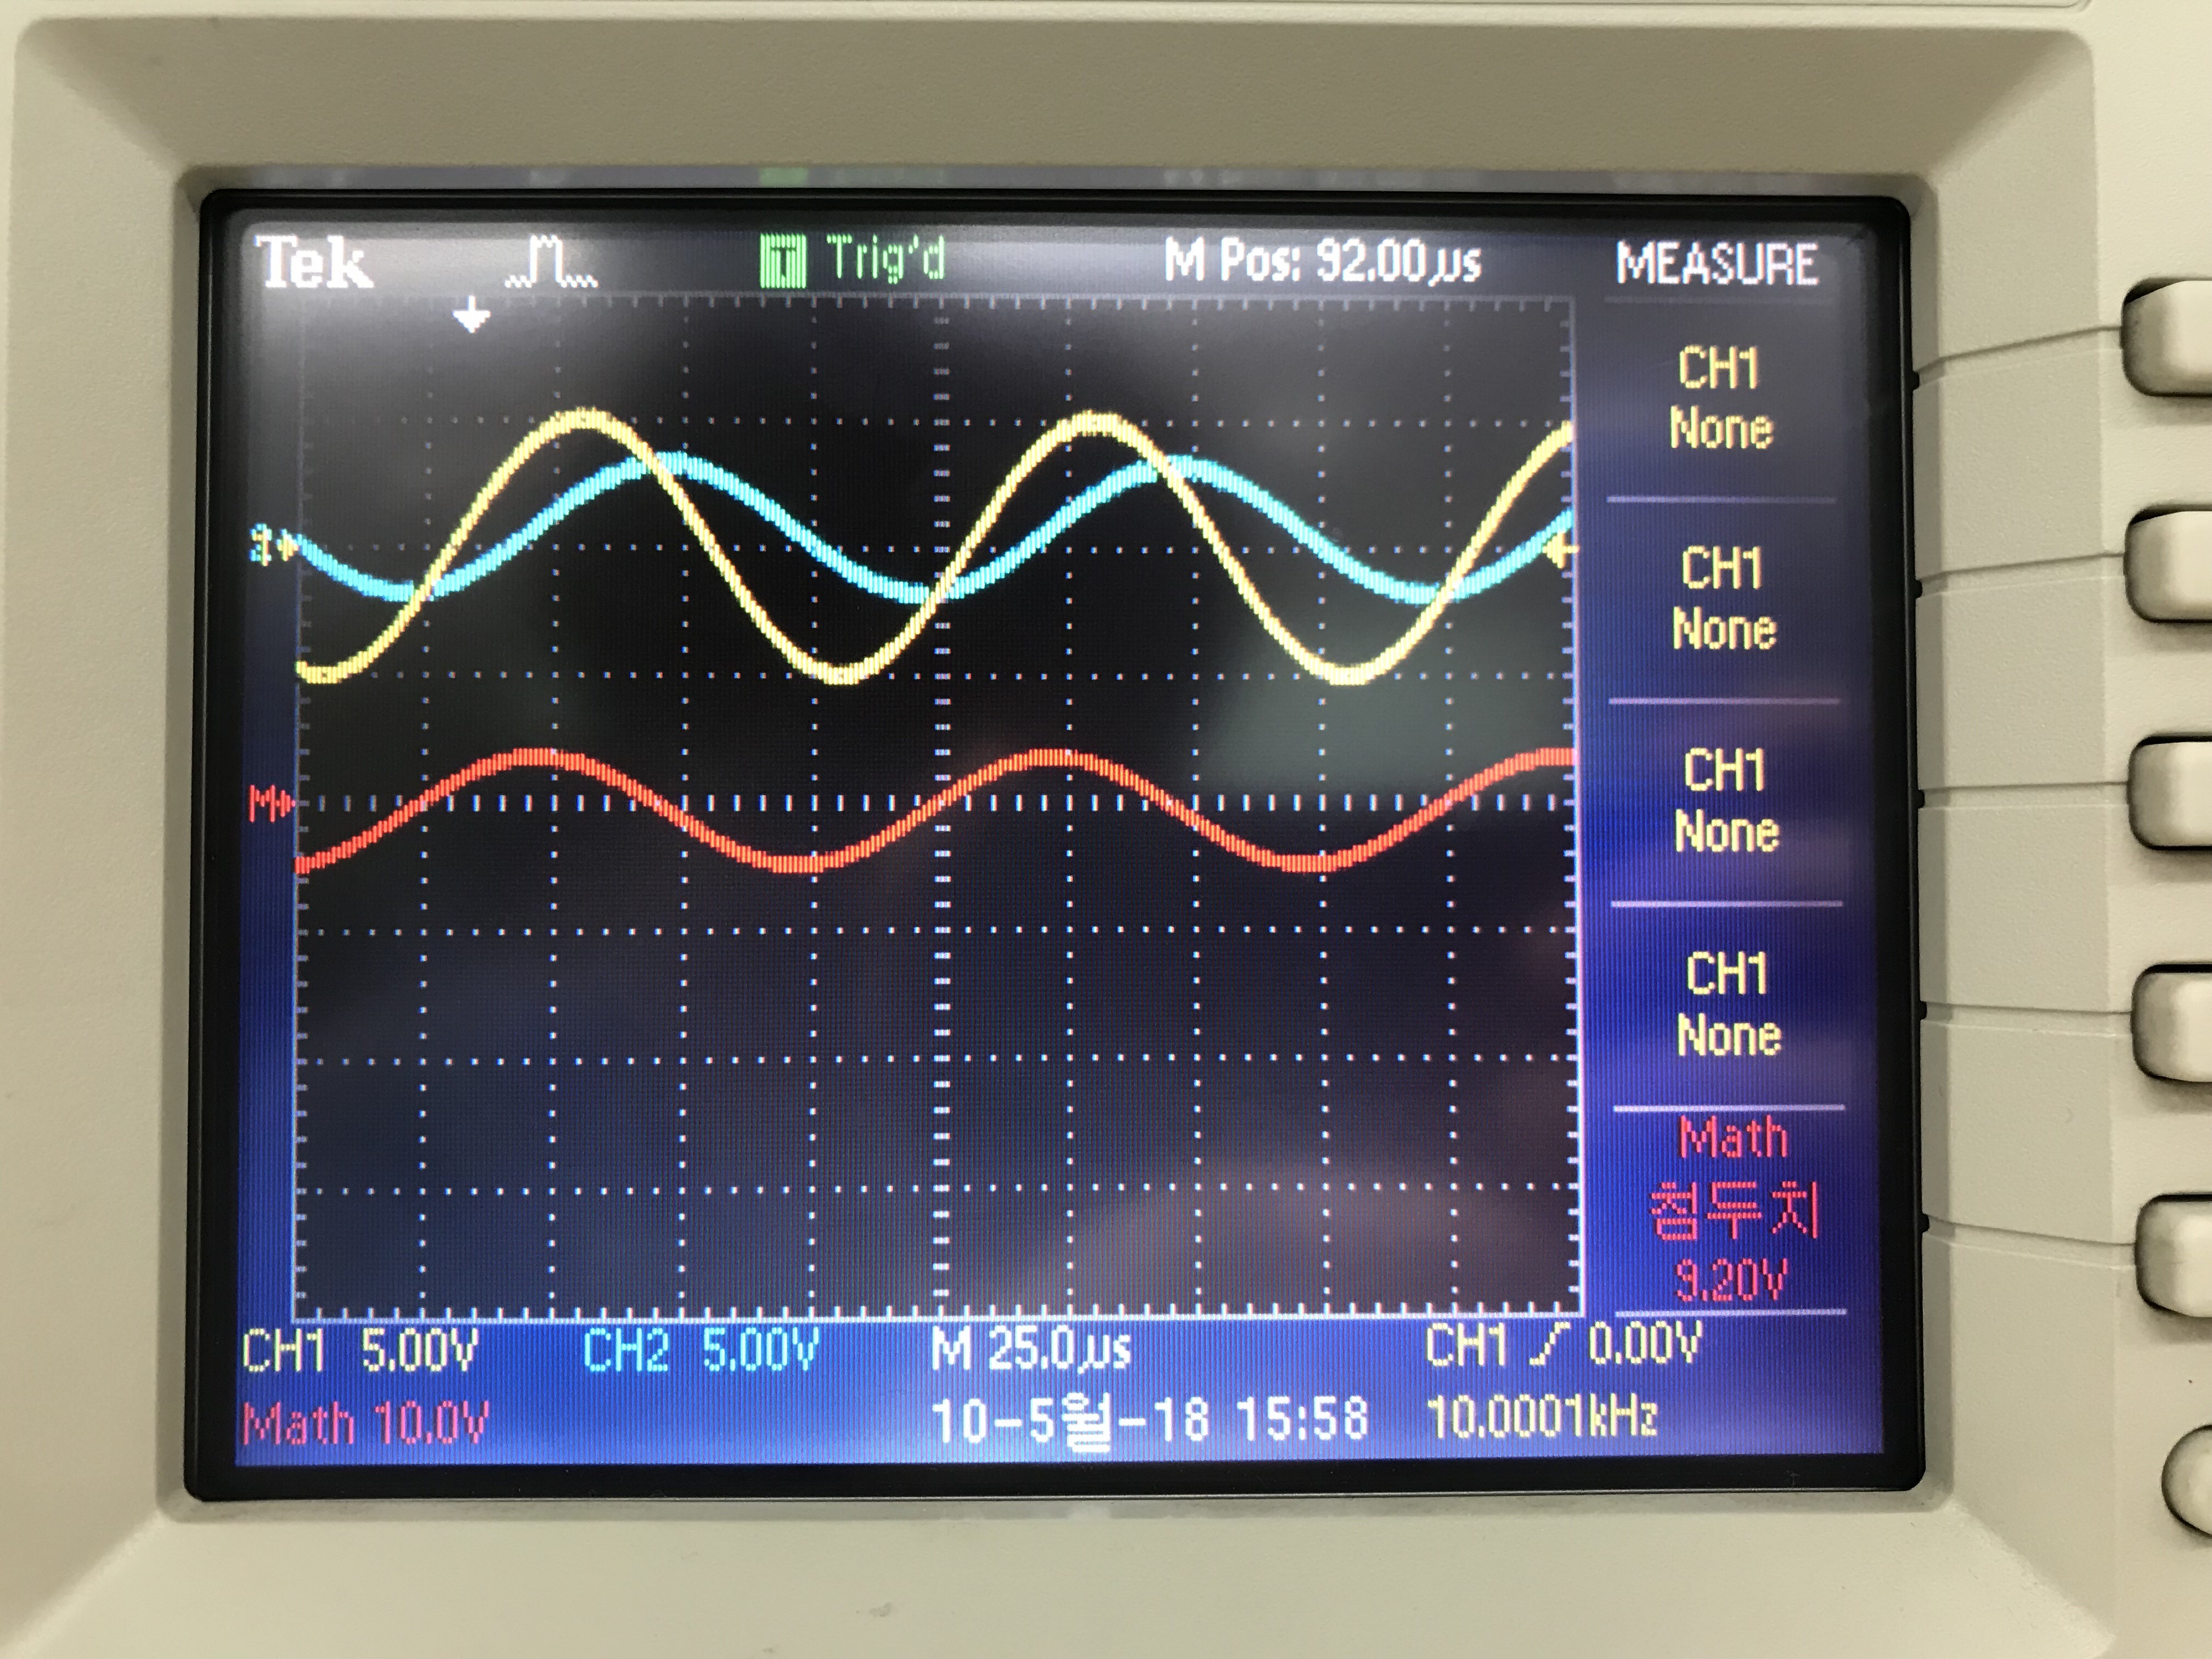 Tek Trig'd M Pos: 92.00µs MEASURE
CH1
None
CH1
None
CH1
None
CH1
None
M
Math
첨두치
9.20V
CH1 5.00V CH2 5.00V M 25.0µs CH1 0.00V
Math 10.0V 10-5월-18 15:58 10.0001kHz